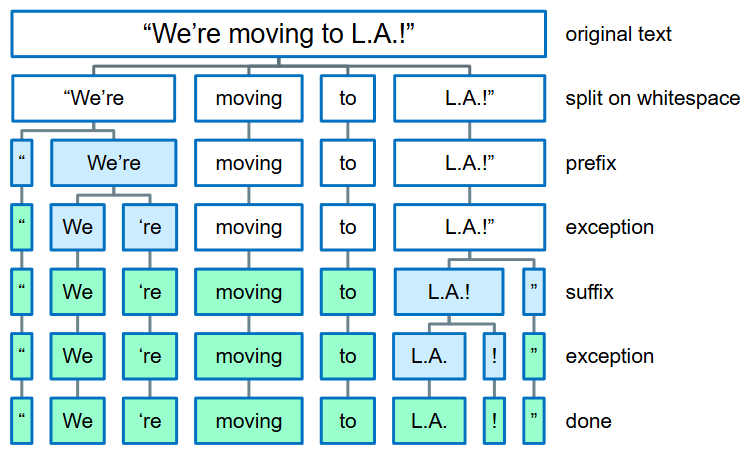 “We’re moving to L.A.!” original text
“We’re moving to L.A.!” split on whitespace
“ We’re moving to L.A.!” prefix
“ We ‘re moving to L.A.!” exception
“ We ‘re moving to L.A.! ” suffix
“ We ‘re moving to L.A. ! ” exception
“ We ‘re moving to L.A. ! ” done